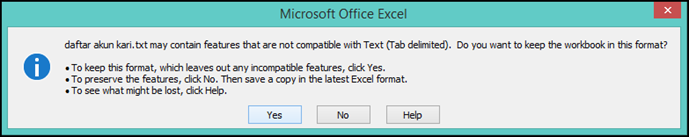 Microsoft Office Excel
daftar akun kari.txt may contain features that are not compatible with Text (Tab delimited). Do you want to keep the workbook in this format?
• To keep this format, which leaves out any incompatible features, click Yes.
• To preserve the features, click No. Then save a copy in the latest Excel format.
• To see what might be lost, click Help.
Yes No Help